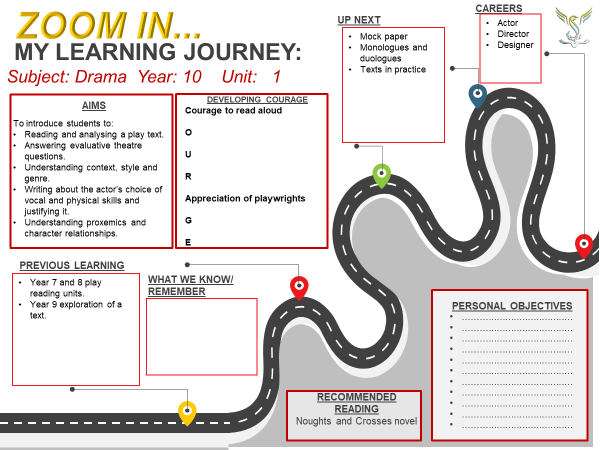 ZOOM IN...
MY LEARNING JOURNEY:
Subject: Drama Year: 10 Unit: 1
AIMS
To introduce students to:
• Reading and analysing a play text.
• Answering evaluative theatre
questions.
• Understanding context, style and
genre.
• Writing about the actor's choice of
vocal and physical skills and
justifying it.
• Understanding proxemics and
character relationships.
DEVELOPING COURAGE
Courage to read aloud
O
U
R
Appreciation of playwrights
G
E
UP NEXT
• Mock paper
• Monologues and
duologues
• Texts in practice
CAREERS
• Actor
• Director
• Designer
PREVIOUS LEARNING
• Year 7 and 8 play
reading units.
• Year 9 exploration of a
text.
WHAT WE KNOW/
REMEMBER
RECOMMENDED
READING
Noughts and Crosses novel
PERSONAL OBJECTIVES